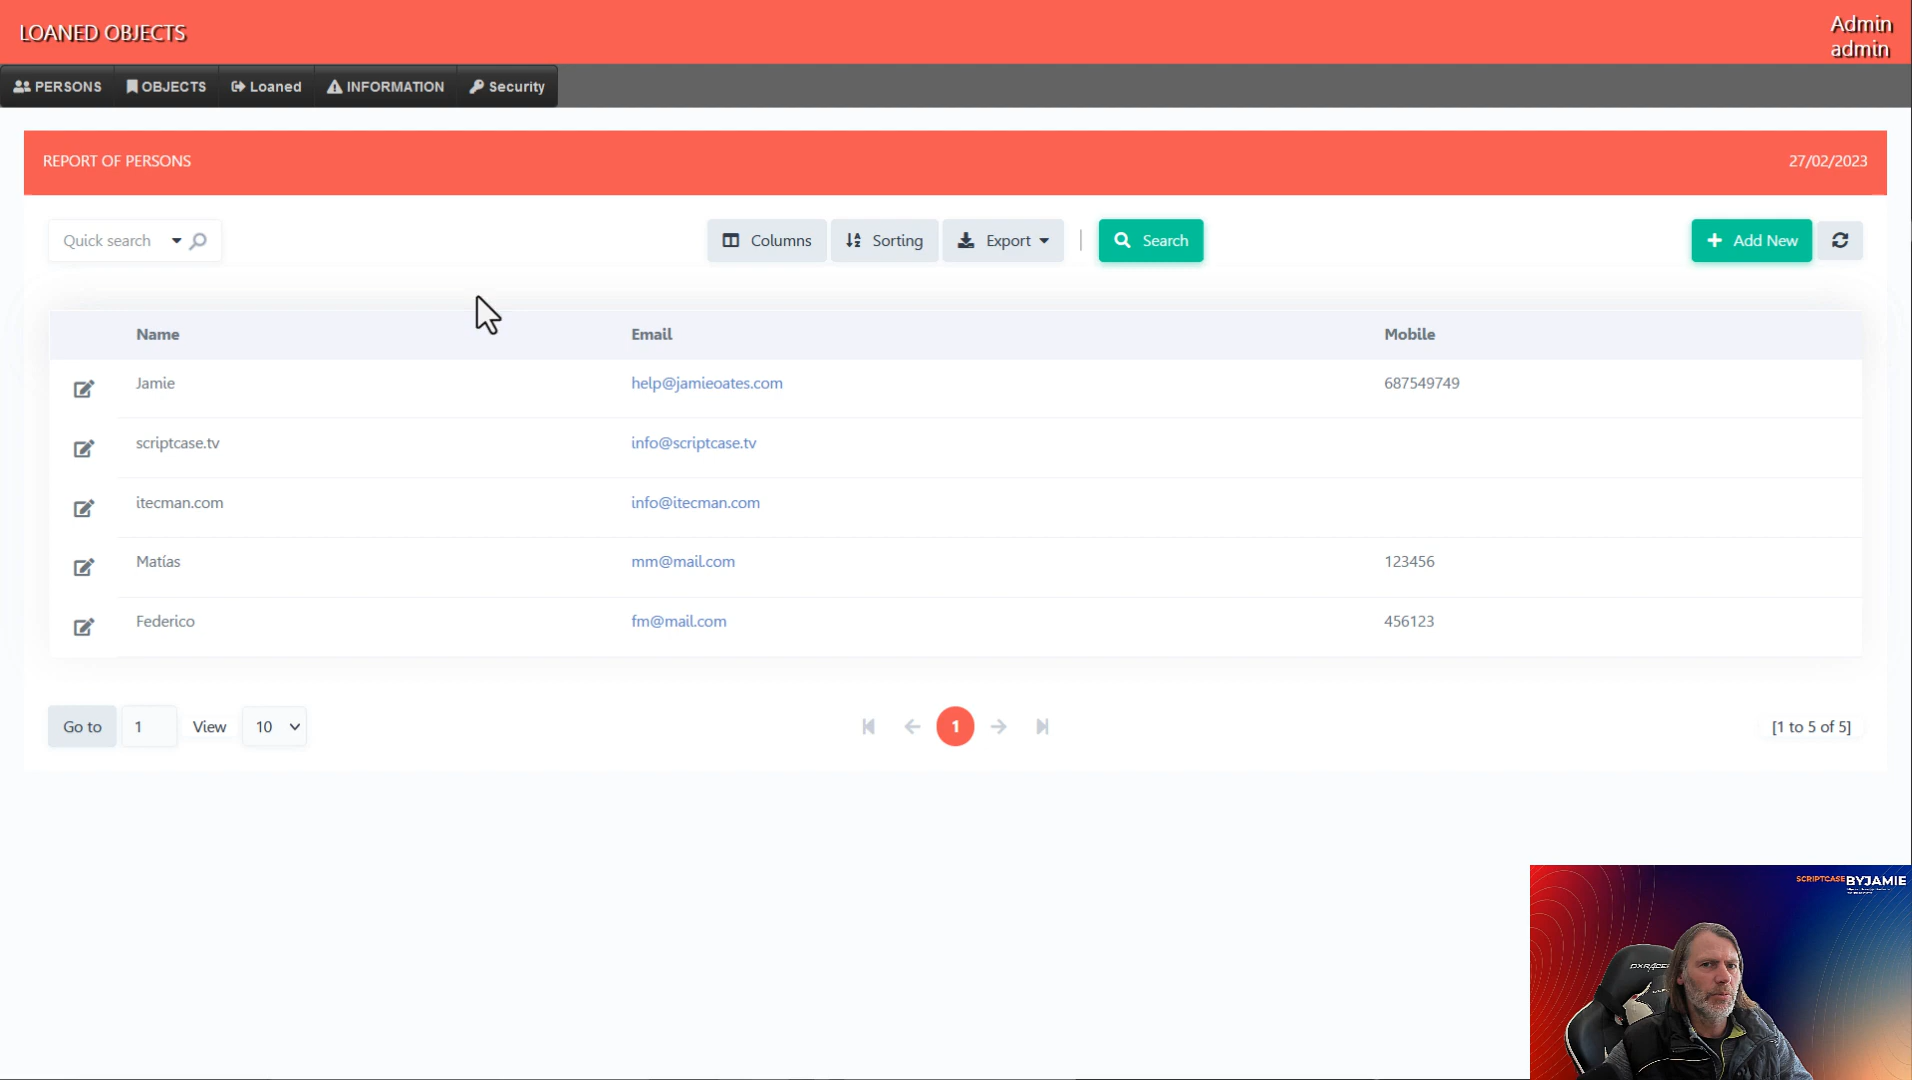 LOANED OBJECTS
Admin
admin
PERSONS OBJECTS Loaned INFORMATION Security
REPORT OF PERSONS 27/02/2023
Quick search Columns Sorting Export Search Add New
Name Email Mobile
Jamie help@jamieoates.com 687549749
scriptcase.tv info@scriptcase.tv
itecman.com info@itecman.com
Matías mm@mail.com 123456
Federico fm@mail.com 456123
Go to 1 View 10 1 [1 to 5 of 5]
SCRIPTCASE BYJAMIE
DXRACER